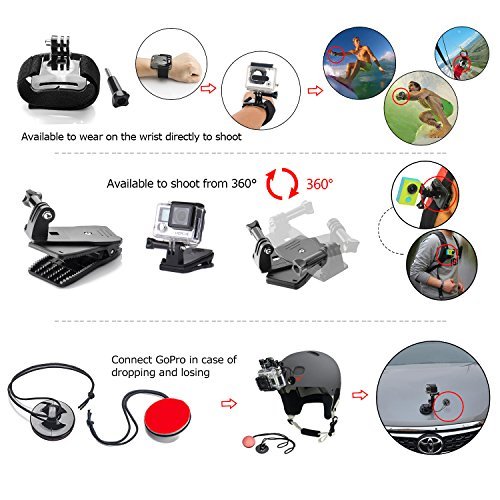 Available to wear on the wrist directly to shoot
Available to shoot from 360°
360°
Connect GoPro in case of
dropping and losing